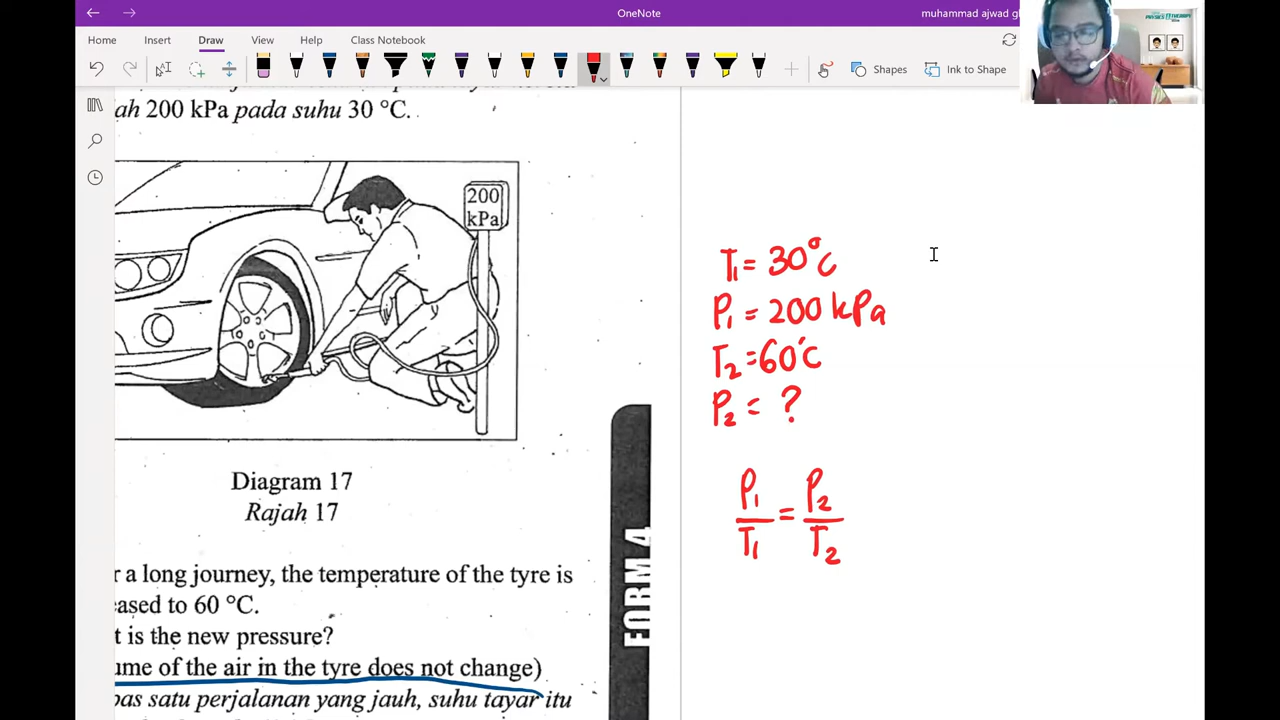 OneNote
muhammad ajwad gh
Home Insert Draw View Help Class Notebook
Shapes
Ink to Shape
PHYSICS THERAPY
ah 200 kPa pada suhu 30 °C.
200
kPa
Diagram 17
Rajah 17
r a long journey, the temperature of the tyre is
eased to 60 °C.
t is the new pressure?
ume of the air in the tyre does not change)
pas satu perjalanan yang jauh, suhu tayar itu
FORM 4
T₁ = 30°C
P₁ = 200 kPa
T₂ = 60°C
P₂ = ?
P₁/T₁ = P₂/T₂